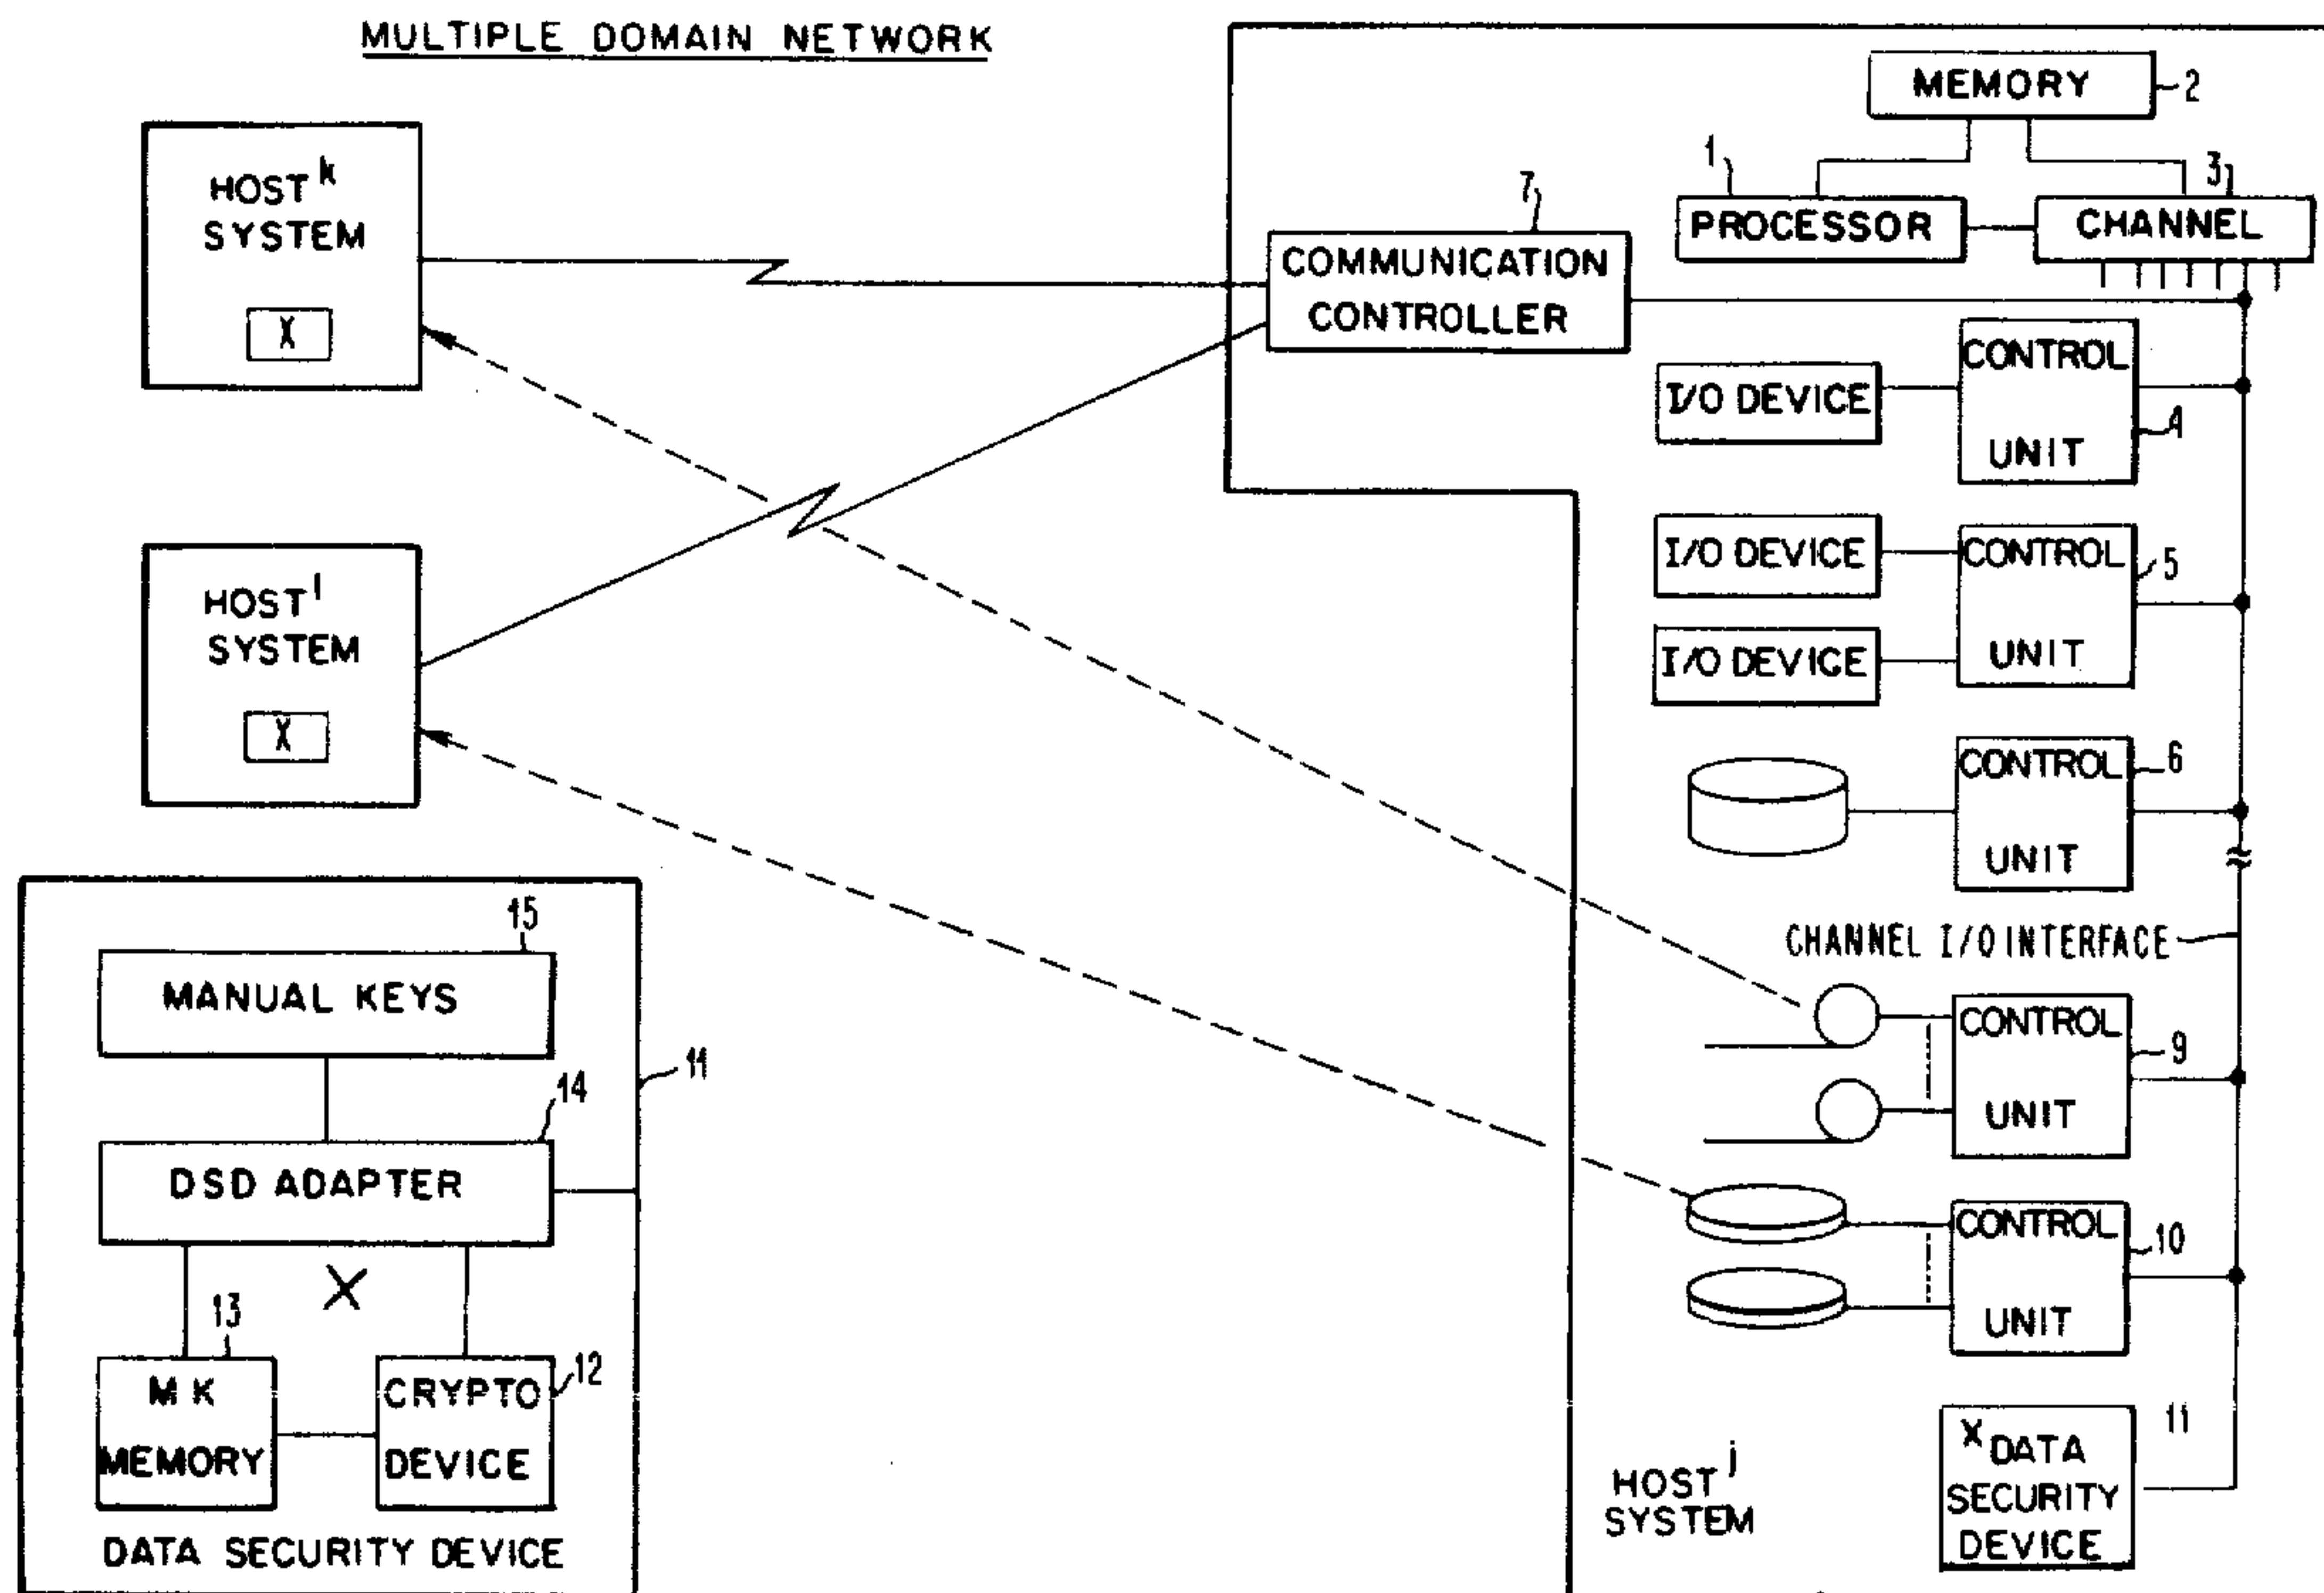 MULTIPLE DOMAIN NETWORK
HOST k
SYSTEM
X
HOST l
SYSTEM
X
15
MANUAL KEYS
14
DSD ADAPTER
11
X
13
MK
MEMORY
12
CRYPTO
DEVICE
DATA SECURITY DEVICE
MEMORY
2
1
PROCESSOR
3
CHANNEL
7
COMMUNICATION
CONTROLLER
I/O DEVICE
CONTROL
UNIT
4
I/O DEVICE
I/O DEVICE
CONTROL
UNIT
5
CONTROL
UNIT
6
CHANNEL I/O INTERFACE
CONTROL
UNIT
9
CONTROL
UNIT
10
11
X DATA
SECURITY
DEVICE
HOST j
SYSTEM